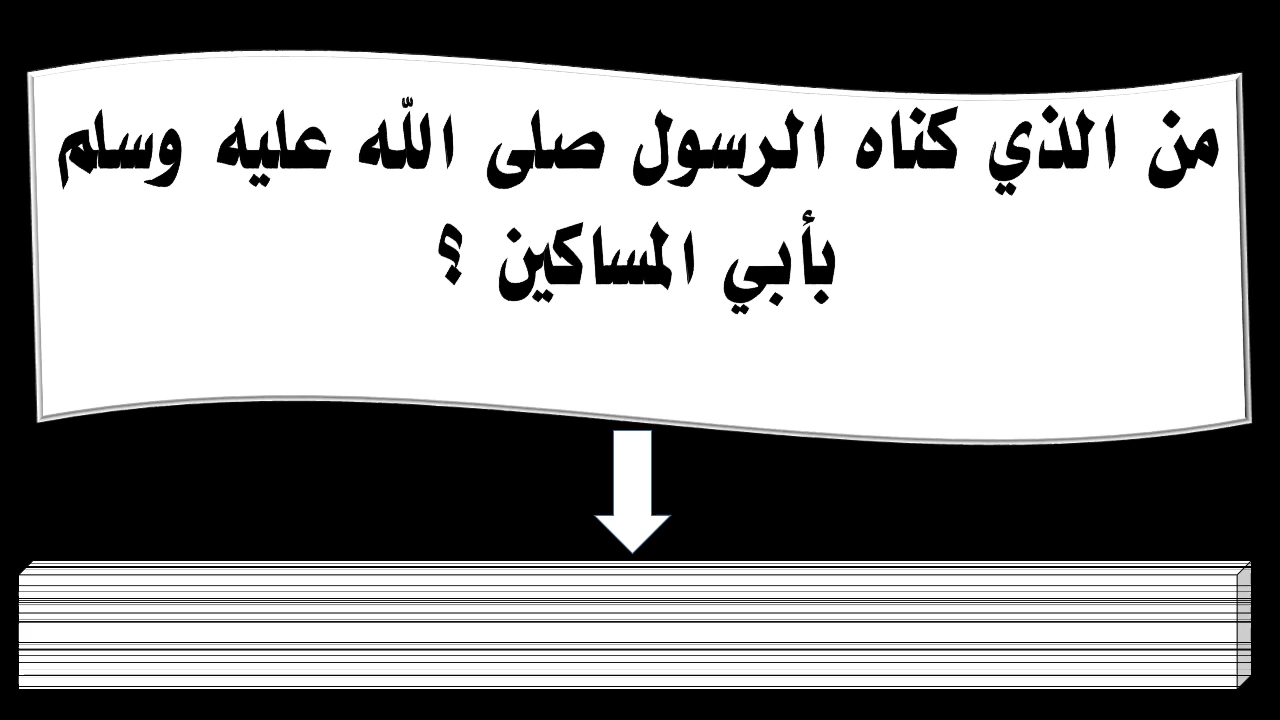 من الذي كناه الرسول صلى الله عليه وسلم
بأبي المساكين ؟